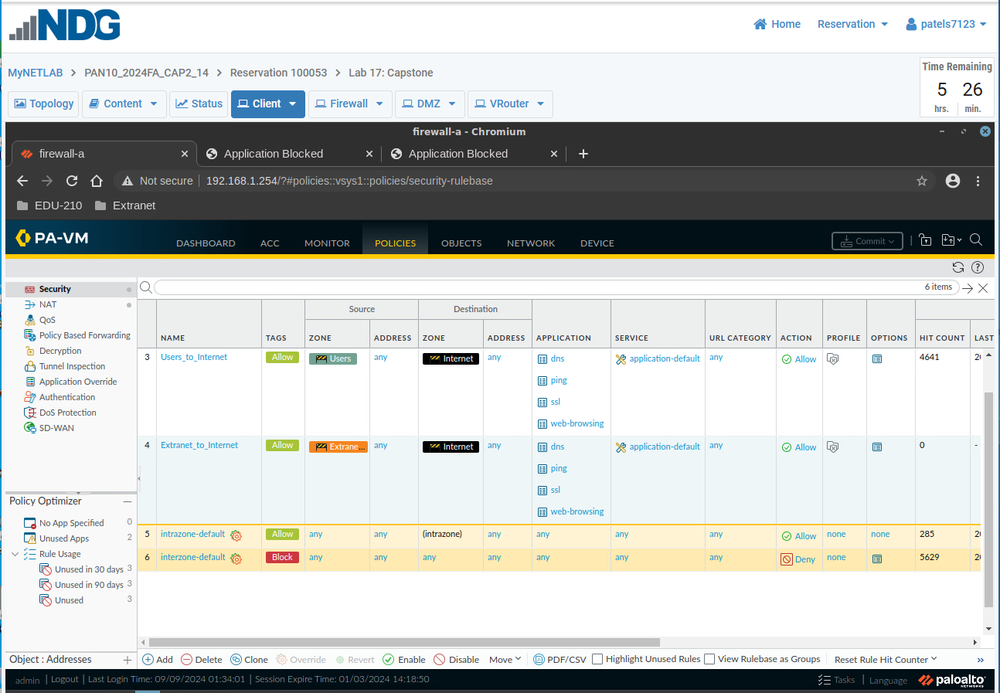 NDG
Home Reservation patels7123
MyNETLAB > PAN10_2024FA_CAP2_14 > Reservation 100053 > Lab 17: Capstone
Time Remaining
5 26
hrs. min.
Topology Content Status Client Firewall DMZ VRouter
firewall-a - Chromium
firewall-a Application Blocked Application Blocked
Not secure 192.168.1.254/?#policies::vsys1::policies/security-rulebase
EDU-210 Extranet
PA-VM
DASHBOARD ACC MONITOR POLICIES OBJECTS NETWORK DEVICE Commit
Security
NAT
QoS
Policy Based Forwarding
Decryption
Tunnel Inspection
Application Override
Authentication
DoS Protection
SD-WAN
Policy Optimizer
No App Specified 0
Unused Apps 2
Rule Usage
Unused in 30 days 3
Unused in 90 days 3
Unused 3
Object : Addresses
6 items
Source Destination
NAME TAGS ZONE ADDRESS ZONE ADDRESS APPLICATION SERVICE URL CATEGORY ACTION PROFILE OPTIONS HIT COUNT LAST
3 Users_to_Internet Allow Users any Internet any dns application-default any Allow 4641
ping
ssl
web-browsing
4 Extranet_to_Internet Allow Extrane... any Internet any dns application-default any Allow 0 -
ping
ssl
web-browsing
5 intrazone-default Allow any any (intrazone) any any any any Allow none none 285
6 interzone-default Block any any any any any any any Deny none 5629
Add Delete Clone Override Revert Enable Disable Move PDF/CSV Highlight Unused Rules View Rulebase as Groups Reset Rule Hit Counter »
admin | Logout | Last Login Time: 09/09/2024 01:34:01 | Session Expire Time: 01/03/2024 14:18:50
Tasks | Language paloalto
NETWORKS